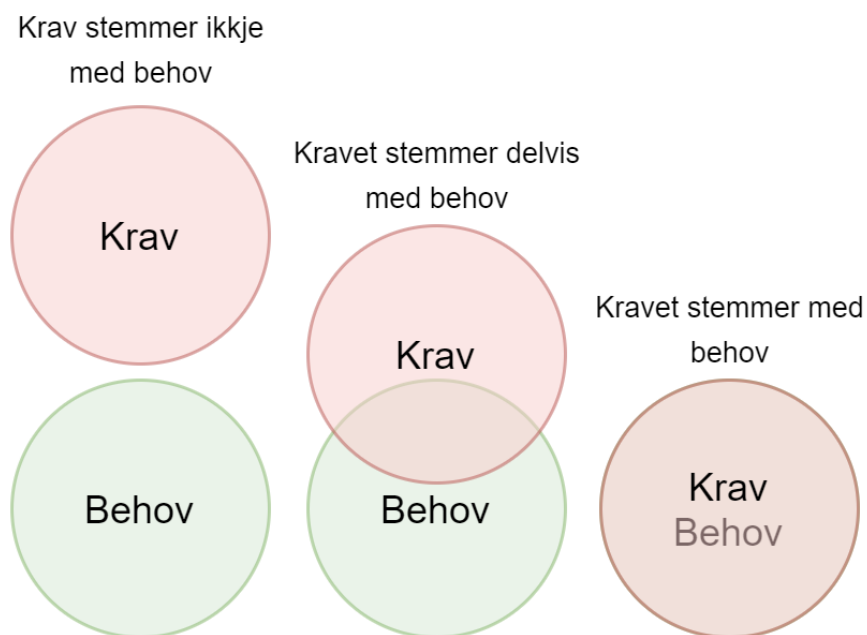 Krav stemmer ikkje
med behov
Krav
Behov
Kravet stemmer delvis
med behov
Krav
Behov
Kravet stemmer med
behov
Krav
Behov